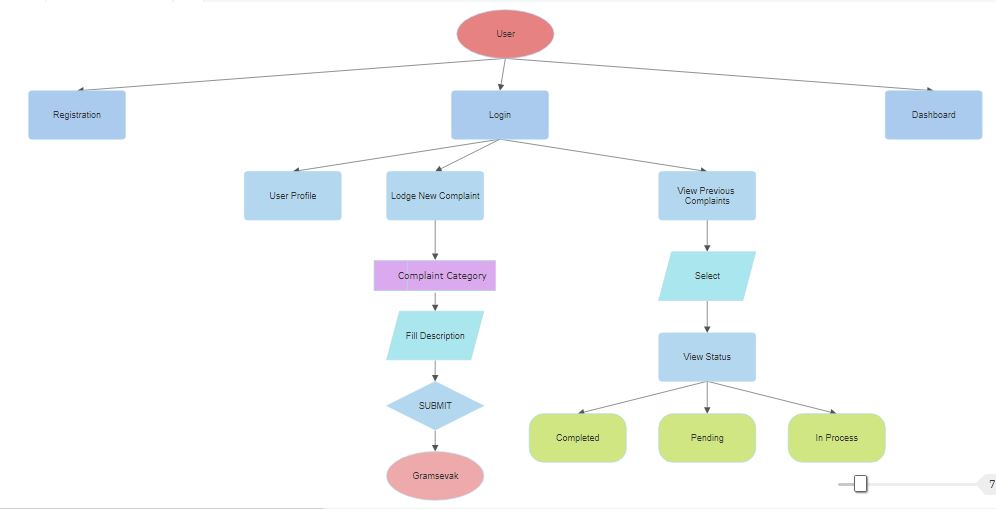 User
Registration
Login
Dashboard
User Profile
Lodge New Complaint
View Previous
Complaints
Complaint Category
Select
Fill Description
View Status
SUBMIT
Completed
Pending
In Process
Gramsevak
7